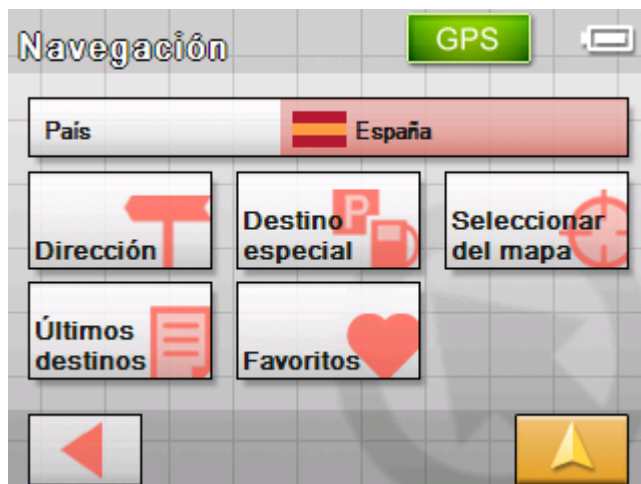 Navegación
GPS
País
España
Dirección
Destino
especial
Seleccionar
del mapa
Últimos
destinos
Favoritos